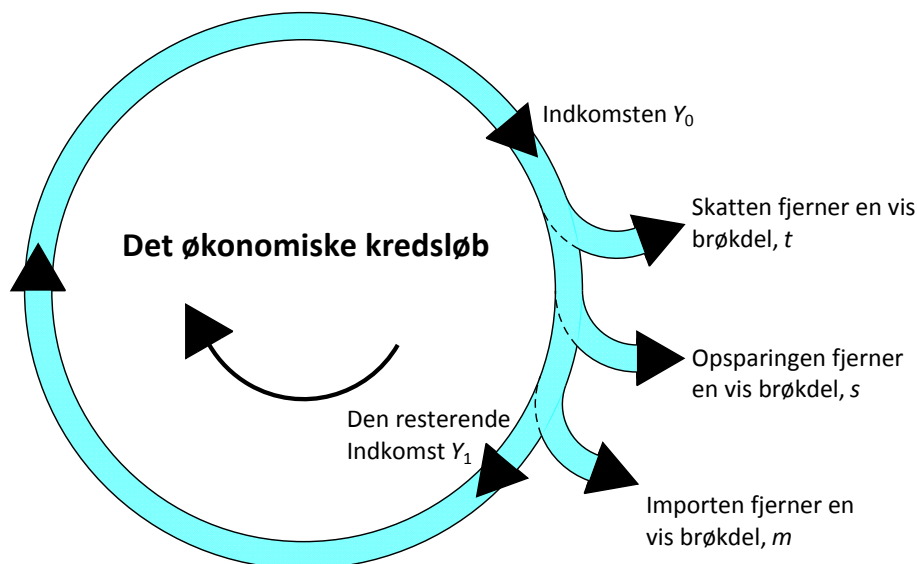 Indkomsten Y0
Skatten fjerner en vis
brøkdel, t
Det økonomiske kredsløb
Opsparingen fjerner
en vis brøkdel, s
Den resterende
Indkomst Y1
Importen fjerner en
vis brøkdel, m